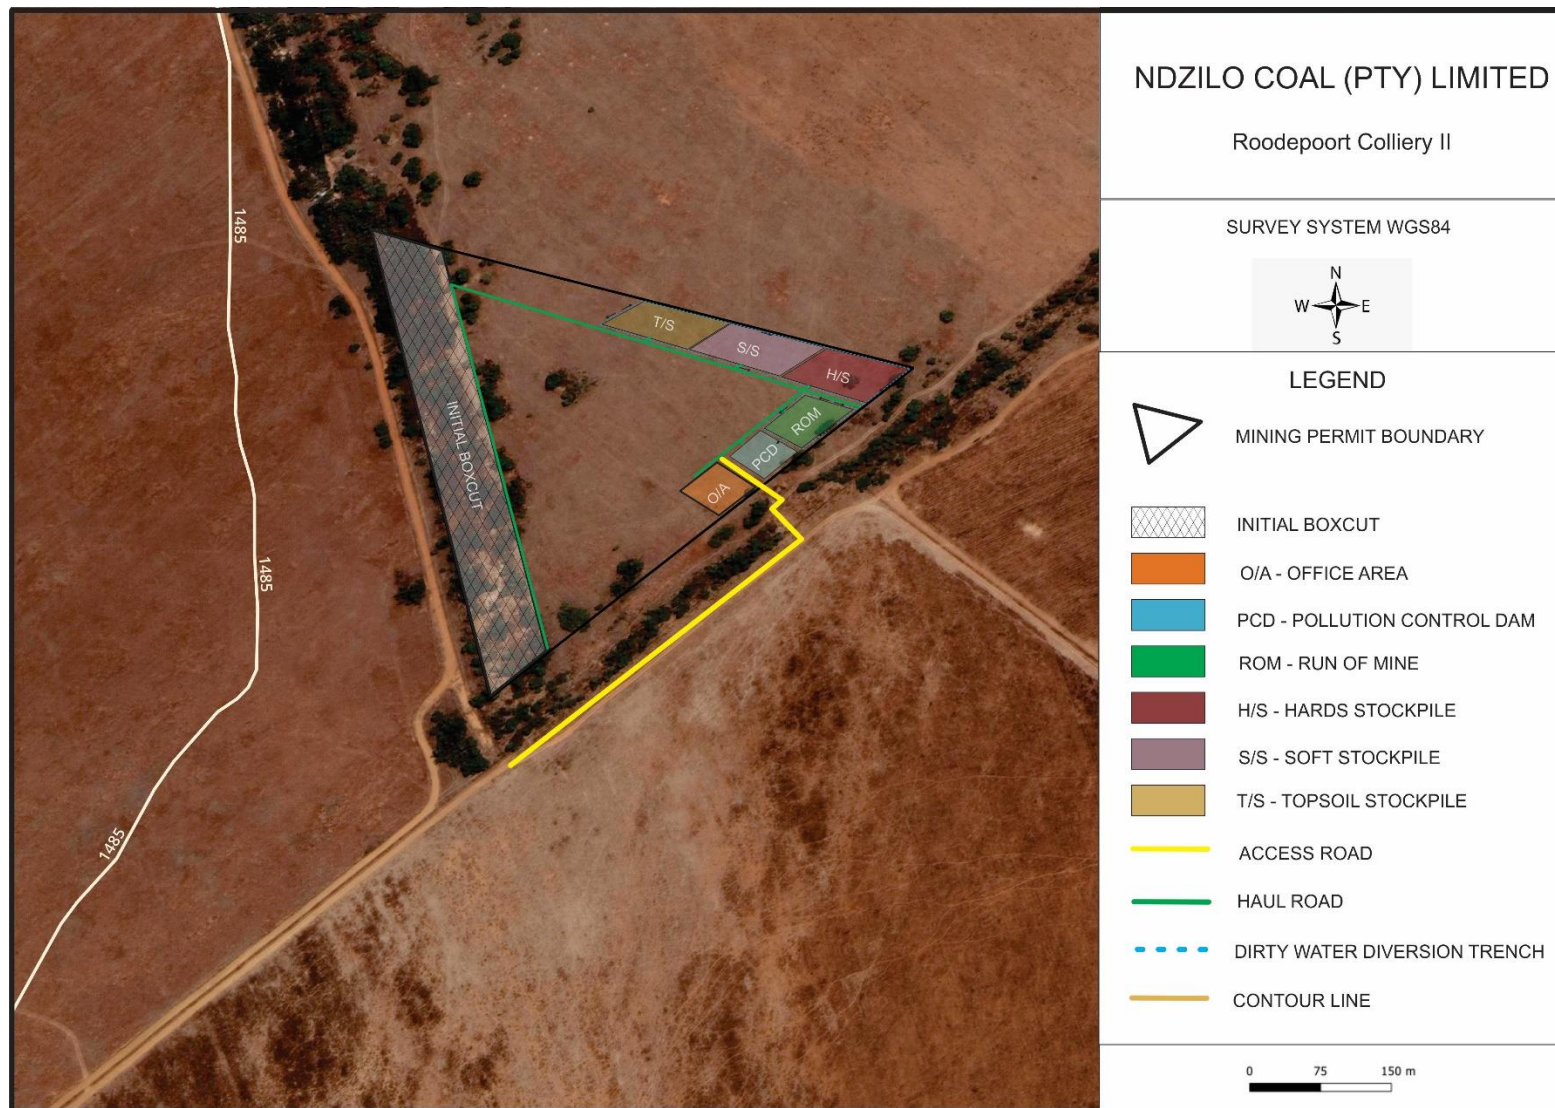 NDZILO COAL (PTY) LIMITED
Roodepoort Colliery II
SURVEY SYSTEM WGS84
N
W E
S
LEGEND
MINING PERMIT BOUNDARY
INITIAL BOXCUT
O/A - OFFICE AREA
PCD - POLLUTION CONTROL DAM
ROM - RUN OF MINE
H/S - HARDS STOCKPILE
S/S - SOFT STOCKPILE
T/S - TOPSOIL STOCKPILE
ACCESS ROAD
HAUL ROAD
DIRTY WATER DIVERSION TRENCH
CONTOUR LINE
0 75 150 m
1485
1485
1485
INITIAL BOXCUT
T/S
S/S
H/S
ROM
PCD
O/A